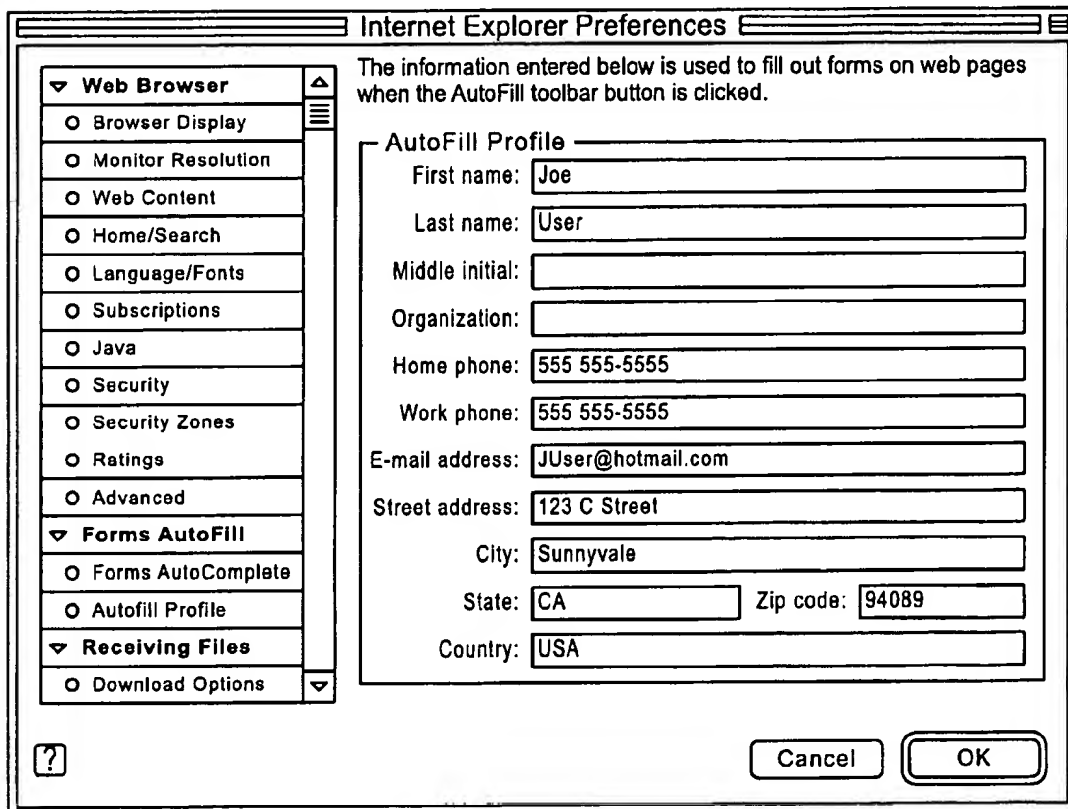 Internet Explorer Preferences
Web Browser
Browser Display
Monitor Resolution
Web Content
Home/Search
Language/Fonts
Subscriptions
Java
Security
Security Zones
Ratings
Advanced
Forms AutoFill
Forms AutoComplete
Autofill Profile
Receiving Files
Download Options
The information entered below is used to fill out forms on web pages
when the AutoFill toolbar button is clicked.
AutoFill Profile
First name: Joe
Last name: User
Middle initial:
Organization:
Home phone: 555 555-5555
Work phone: 555 555-5555
E-mail address: JUser@hotmail.com
Street address: 123 C Street
City: Sunnyvale
State: CA Zip code: 94089
Country: USA
? Cancel OK